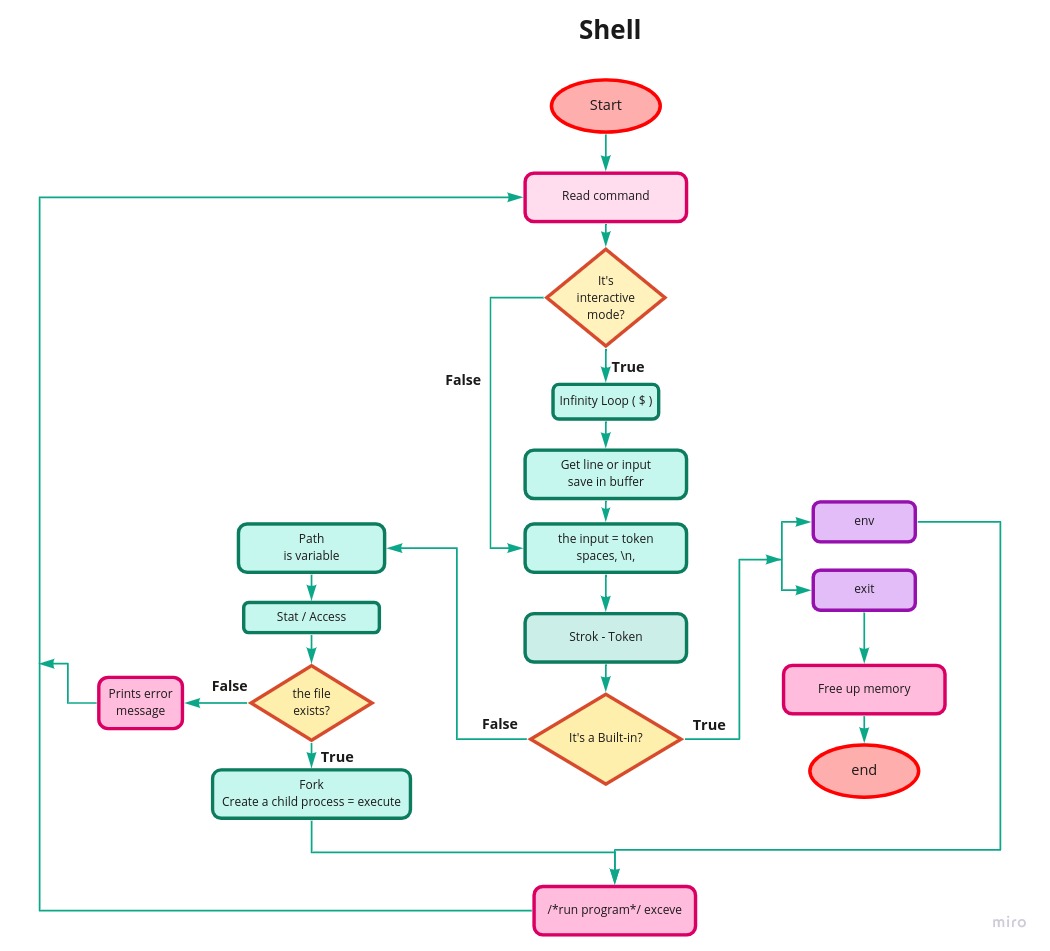 Shell
Start
Read command
It's
interactive
mode?
False
True
Infinity Loop ( $ )
Get line or input
save in buffer
the input = token
spaces, \n,
Strok - Token
It's a Built-in?
False
True
Path
is variable
Stat / Access
the file
exists?
False
Prints error
message
True
Fork
Create a child process = execute
env
exit
Free up memory
end
/*run program*/ exceve
miro